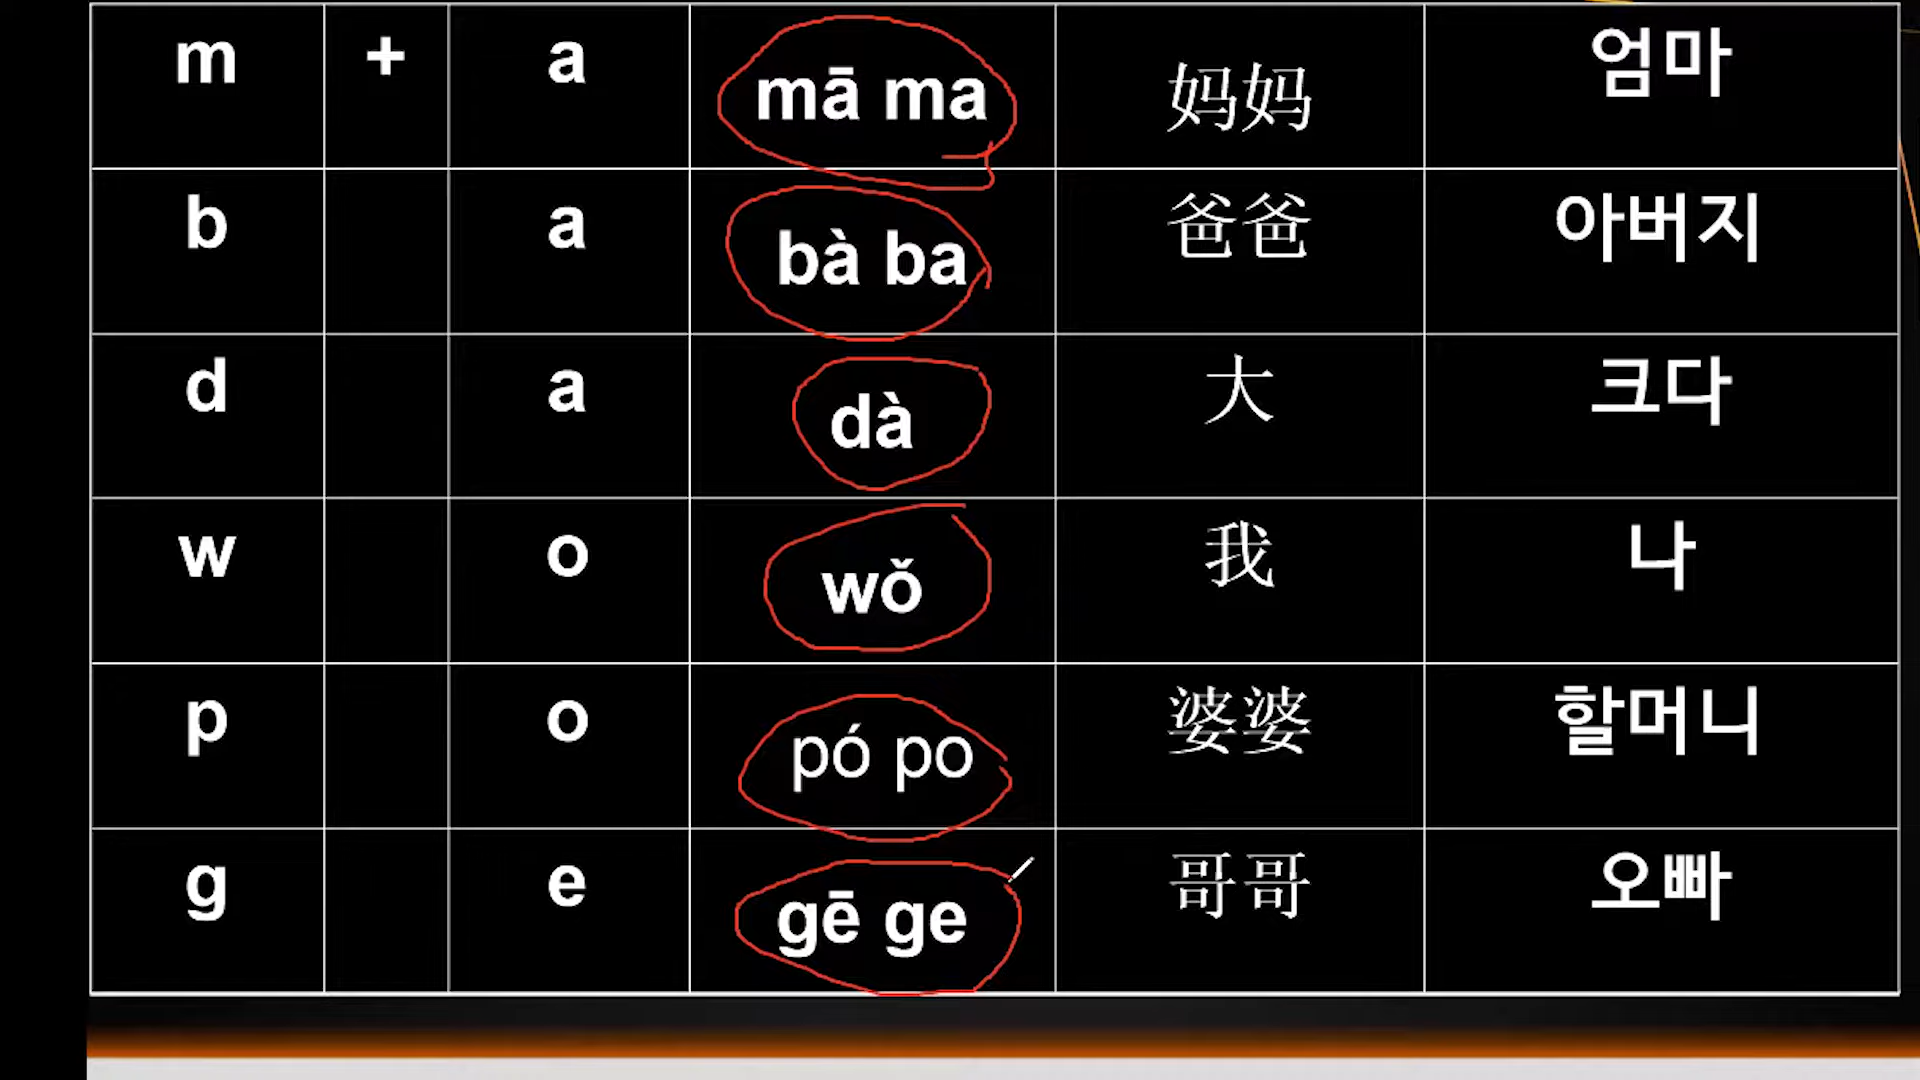 m + a mā ma 妈妈 엄마
b a bà ba 爸爸 아버지
d a dà 大 크다
w o wǒ 我 나
p o pó po 婆婆 할머니
g e gē ge 哥哥 오빠